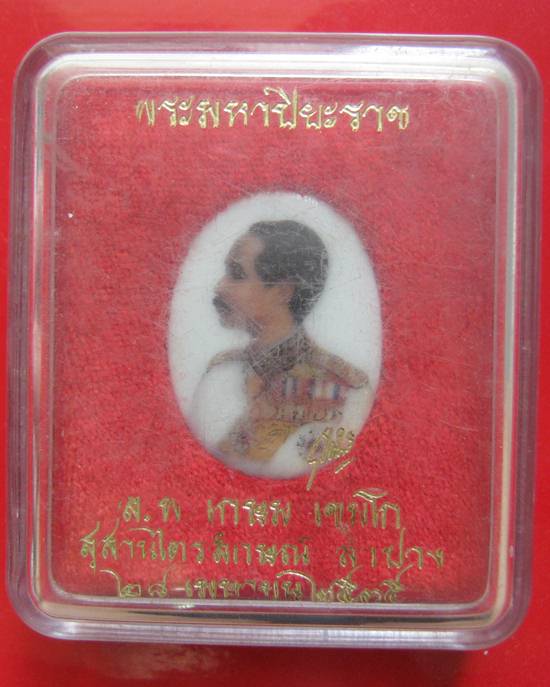 พระมหาปิยะราช
ล.พ เกษม เขมโก
สุสานไตรลักษณ์ ลำปาง
๒๘ เมษายน ๒๕๓๕